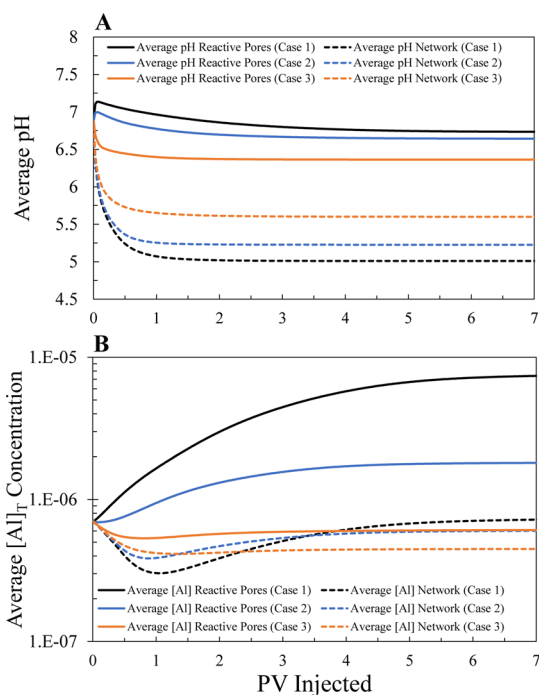 A
8
Average pH Reactive Pores (Case 1) Average pH Network (Case 1)
Average pH Reactive Pores (Case 2) Average pH Network (Case 2)
Average pH Reactive Pores (Case 3) Average pH Network (Case 3)
7.5
7
6.5
6
5.5
5
4.5
Average pH
0 1 2 3 4 5 6 7
B
1.E-05
1.E-06
1.E-07
Average [Al]T Concentration
Average [Al] Reactive Pores (Case 1) Average [Al] Network (Case 1)
Average [Al] Reactive Pores (Case 2) Average [Al] Network (Case 2)
Average [Al] Reactive Pores (Case 3) Average [Al] Network (Case 3)
0 1 2 3 4 5 6 7
PV Injected